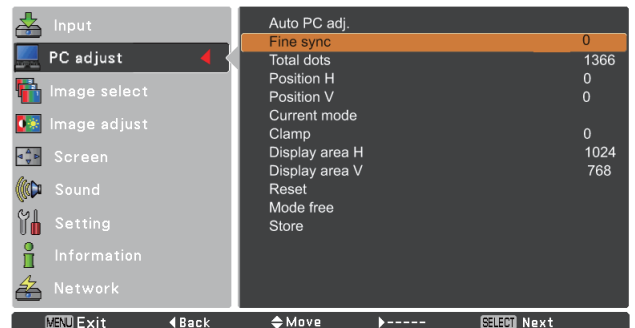 Input
PC adjust
Image select
Image adjust
Screen
Sound
Setting
Information
Network
Auto PC adj.
Fine sync 0
Total dots 1366
Position H 0
Position V 0
Current mode
Clamp 0
Display area H 1024
Display area V 768
Reset
Mode free
Store
MENU Exit Back Move ----- SELECT Next